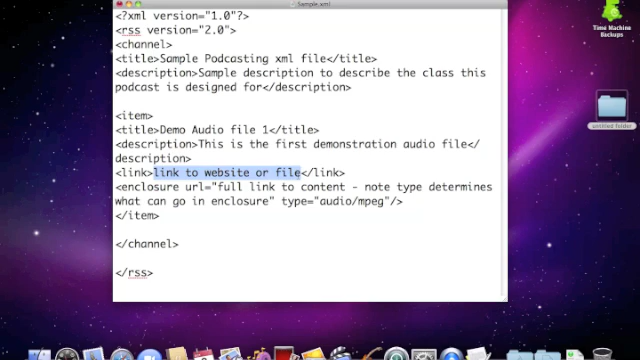 Sample.xml
<?xml version="1.0"?>
<rss version="2.0">
<channel>
<title>Sample Podcasting xml file</title>
<description>Sample description to describe the class this
podcast is designed for</description>
<item>
<title>Demo Audio file 1</title>
<description>This is the first demonstration audio file</
description>
<link>link to website or file</link>
<enclosure url="full link to content - note type determines
what can go in enclosure" type="audio/mpeg"/>
</item>
</channel>
</rss>
Time Machine
Backups
untitled folder